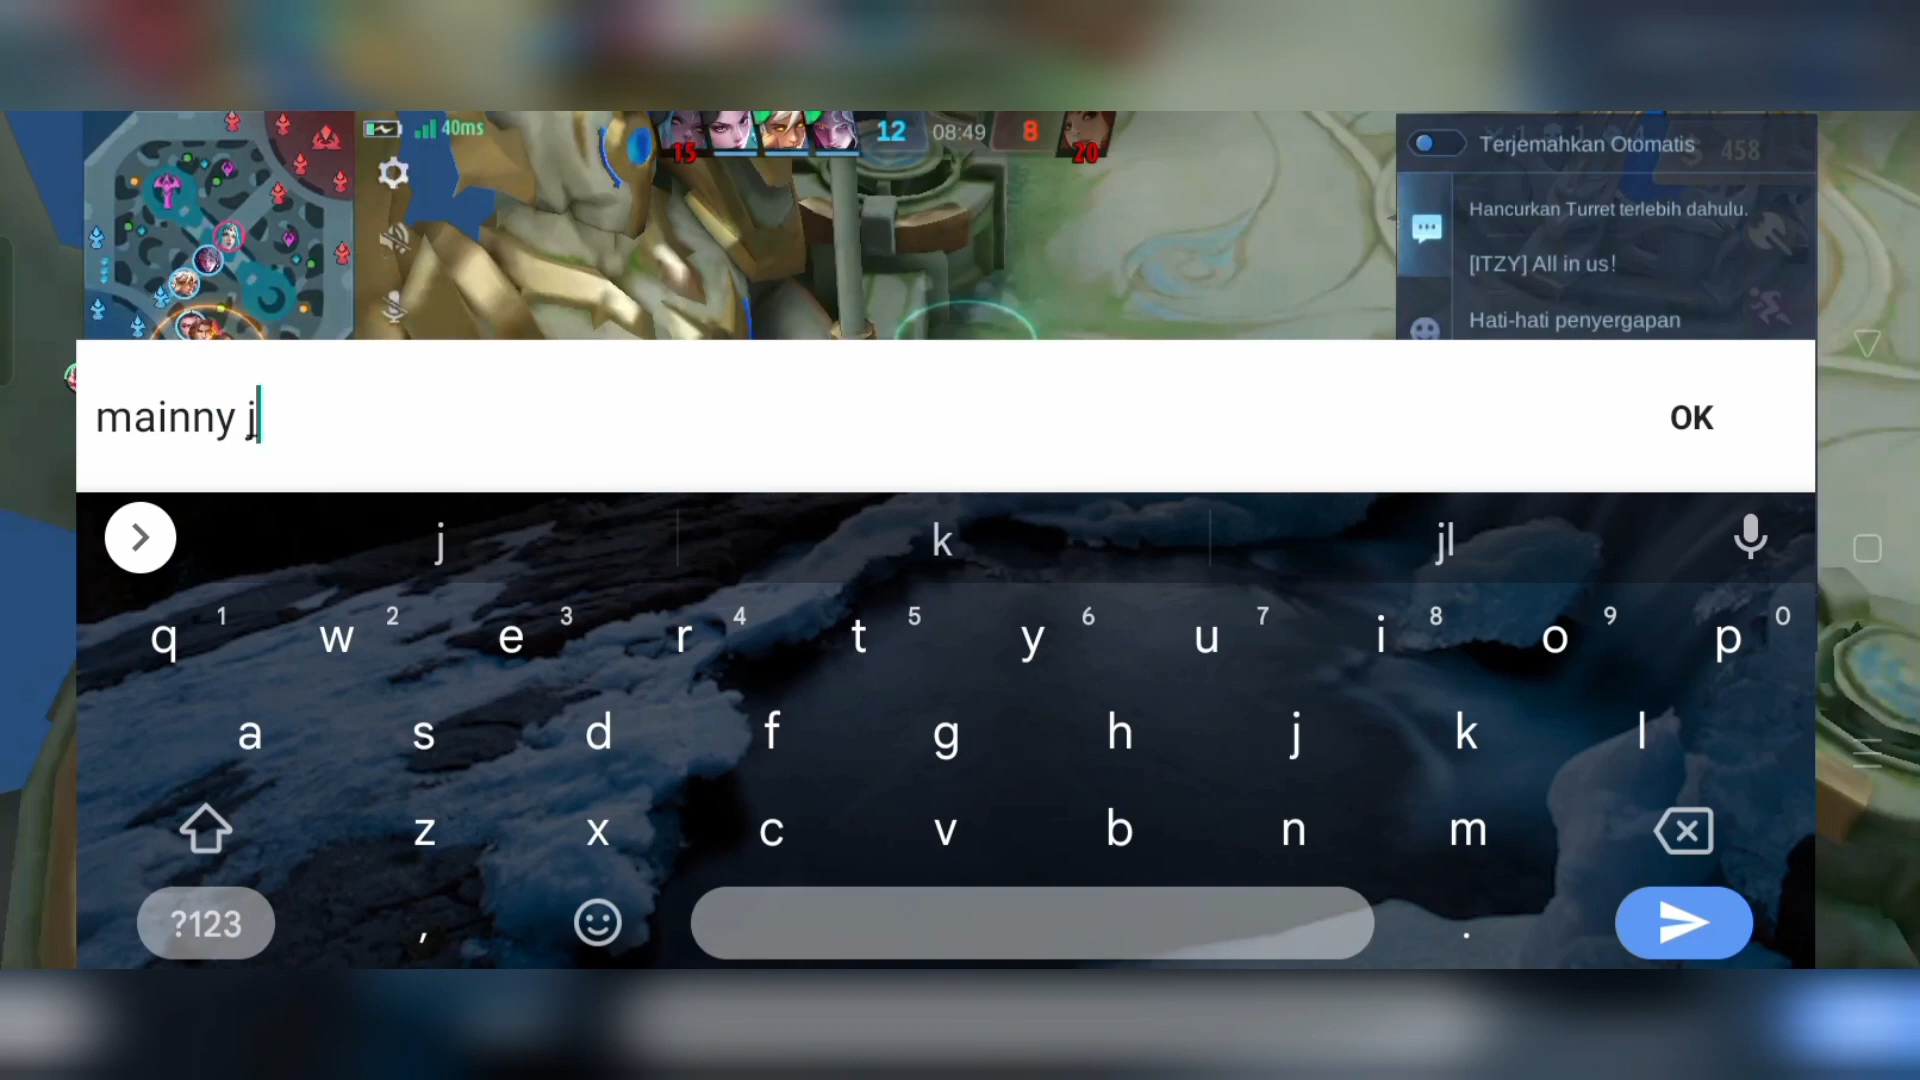 40ms
12 08:49 8
15
20
Terjemahkan Otomatis
458
Hancurkan Turret terlebih dahulu.
[ITZY] All in us!
Hati-hati penyergapan
mainny j
OK
j k jl
1 2 3 4 5 6 7 8 9 0
q w e r t y u i o p
a s d f g h j k l
z x c v b n m
?123 , .